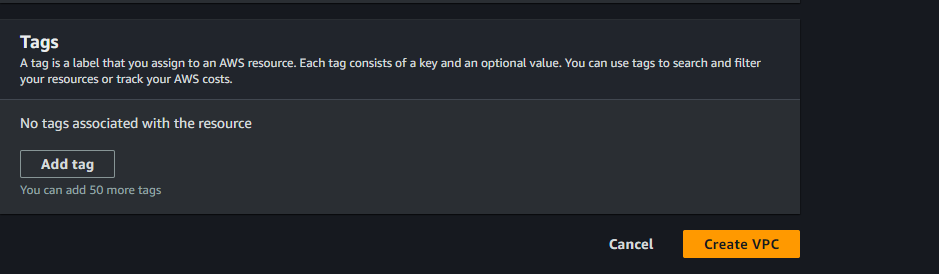 Tags
A tag is a label that you assign to an AWS resource. Each tag consists of a key and an optional value. You can use tags to search and filter
your resources or track your AWS costs.
No tags associated with the resource
Add tag
You can add 50 more tags
Cancel
Create VPC